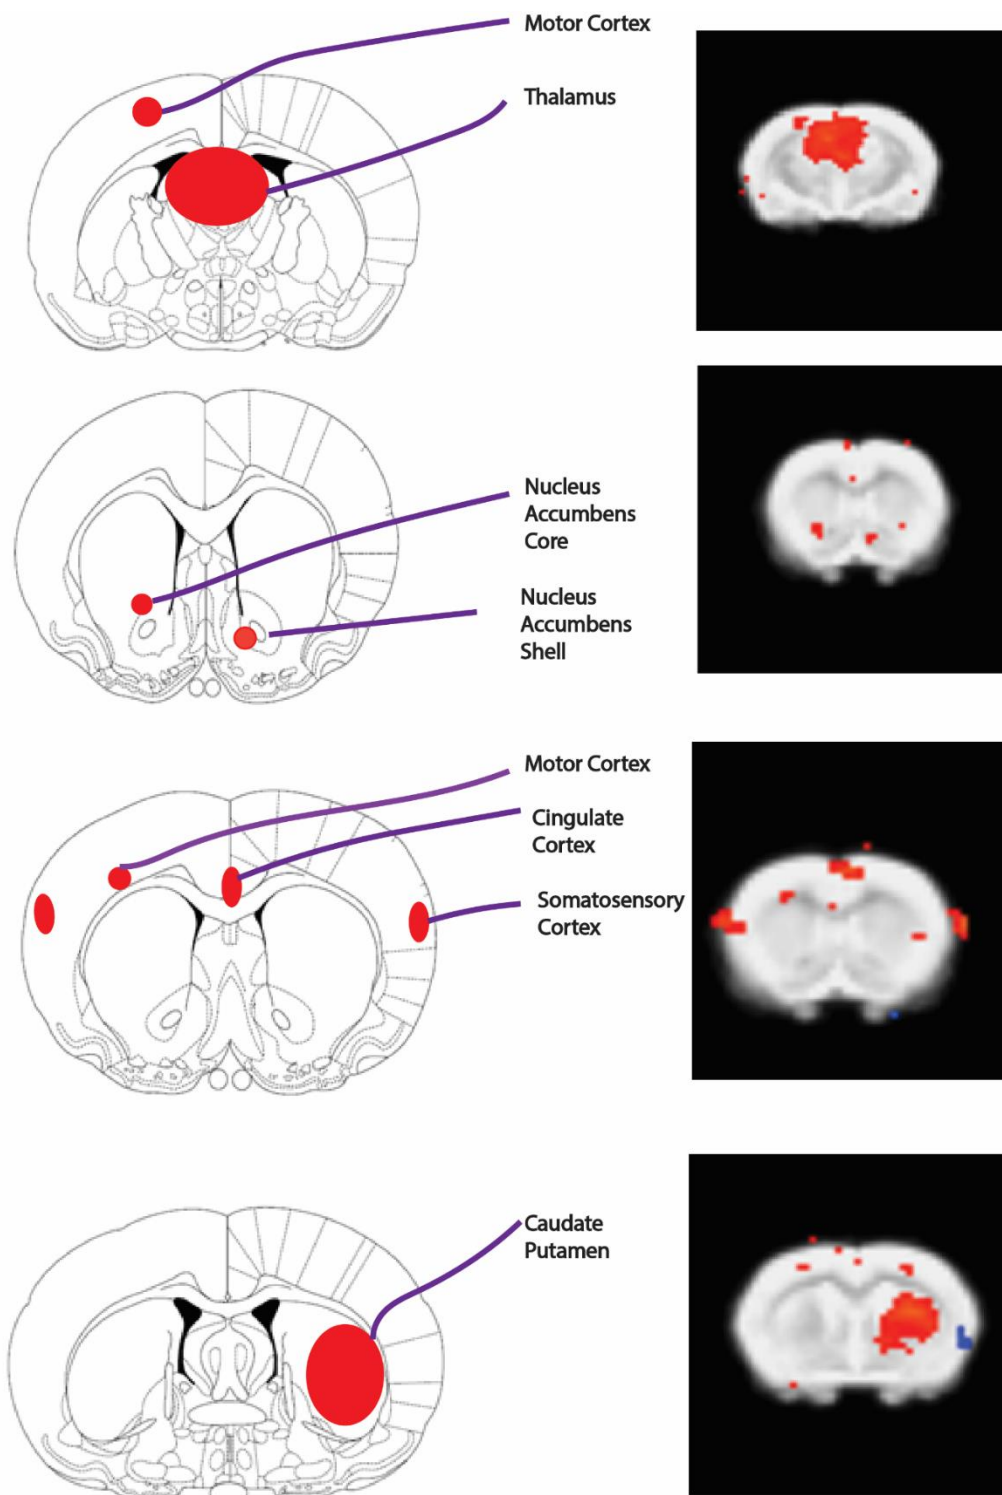 Motor Cortex
Thalamus
Nucleus
Accumbens
Core
Nucleus
Accumbens
Shell
Motor Cortex
Cingulate
Cortex
Somatosensory
Cortex
Caudate
Putamen